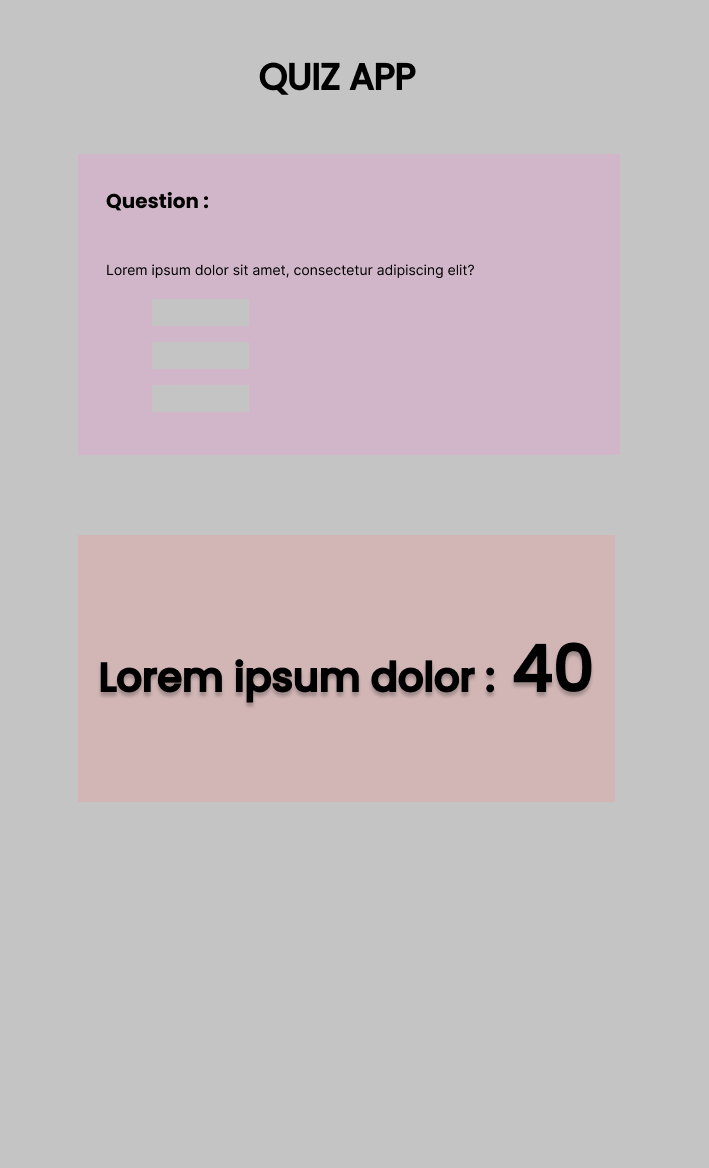 QUIZ APP
Question :
Lorem ipsum dolor sit amet, consectetur adipiscing elit?
Lorem ipsum dolor : 40